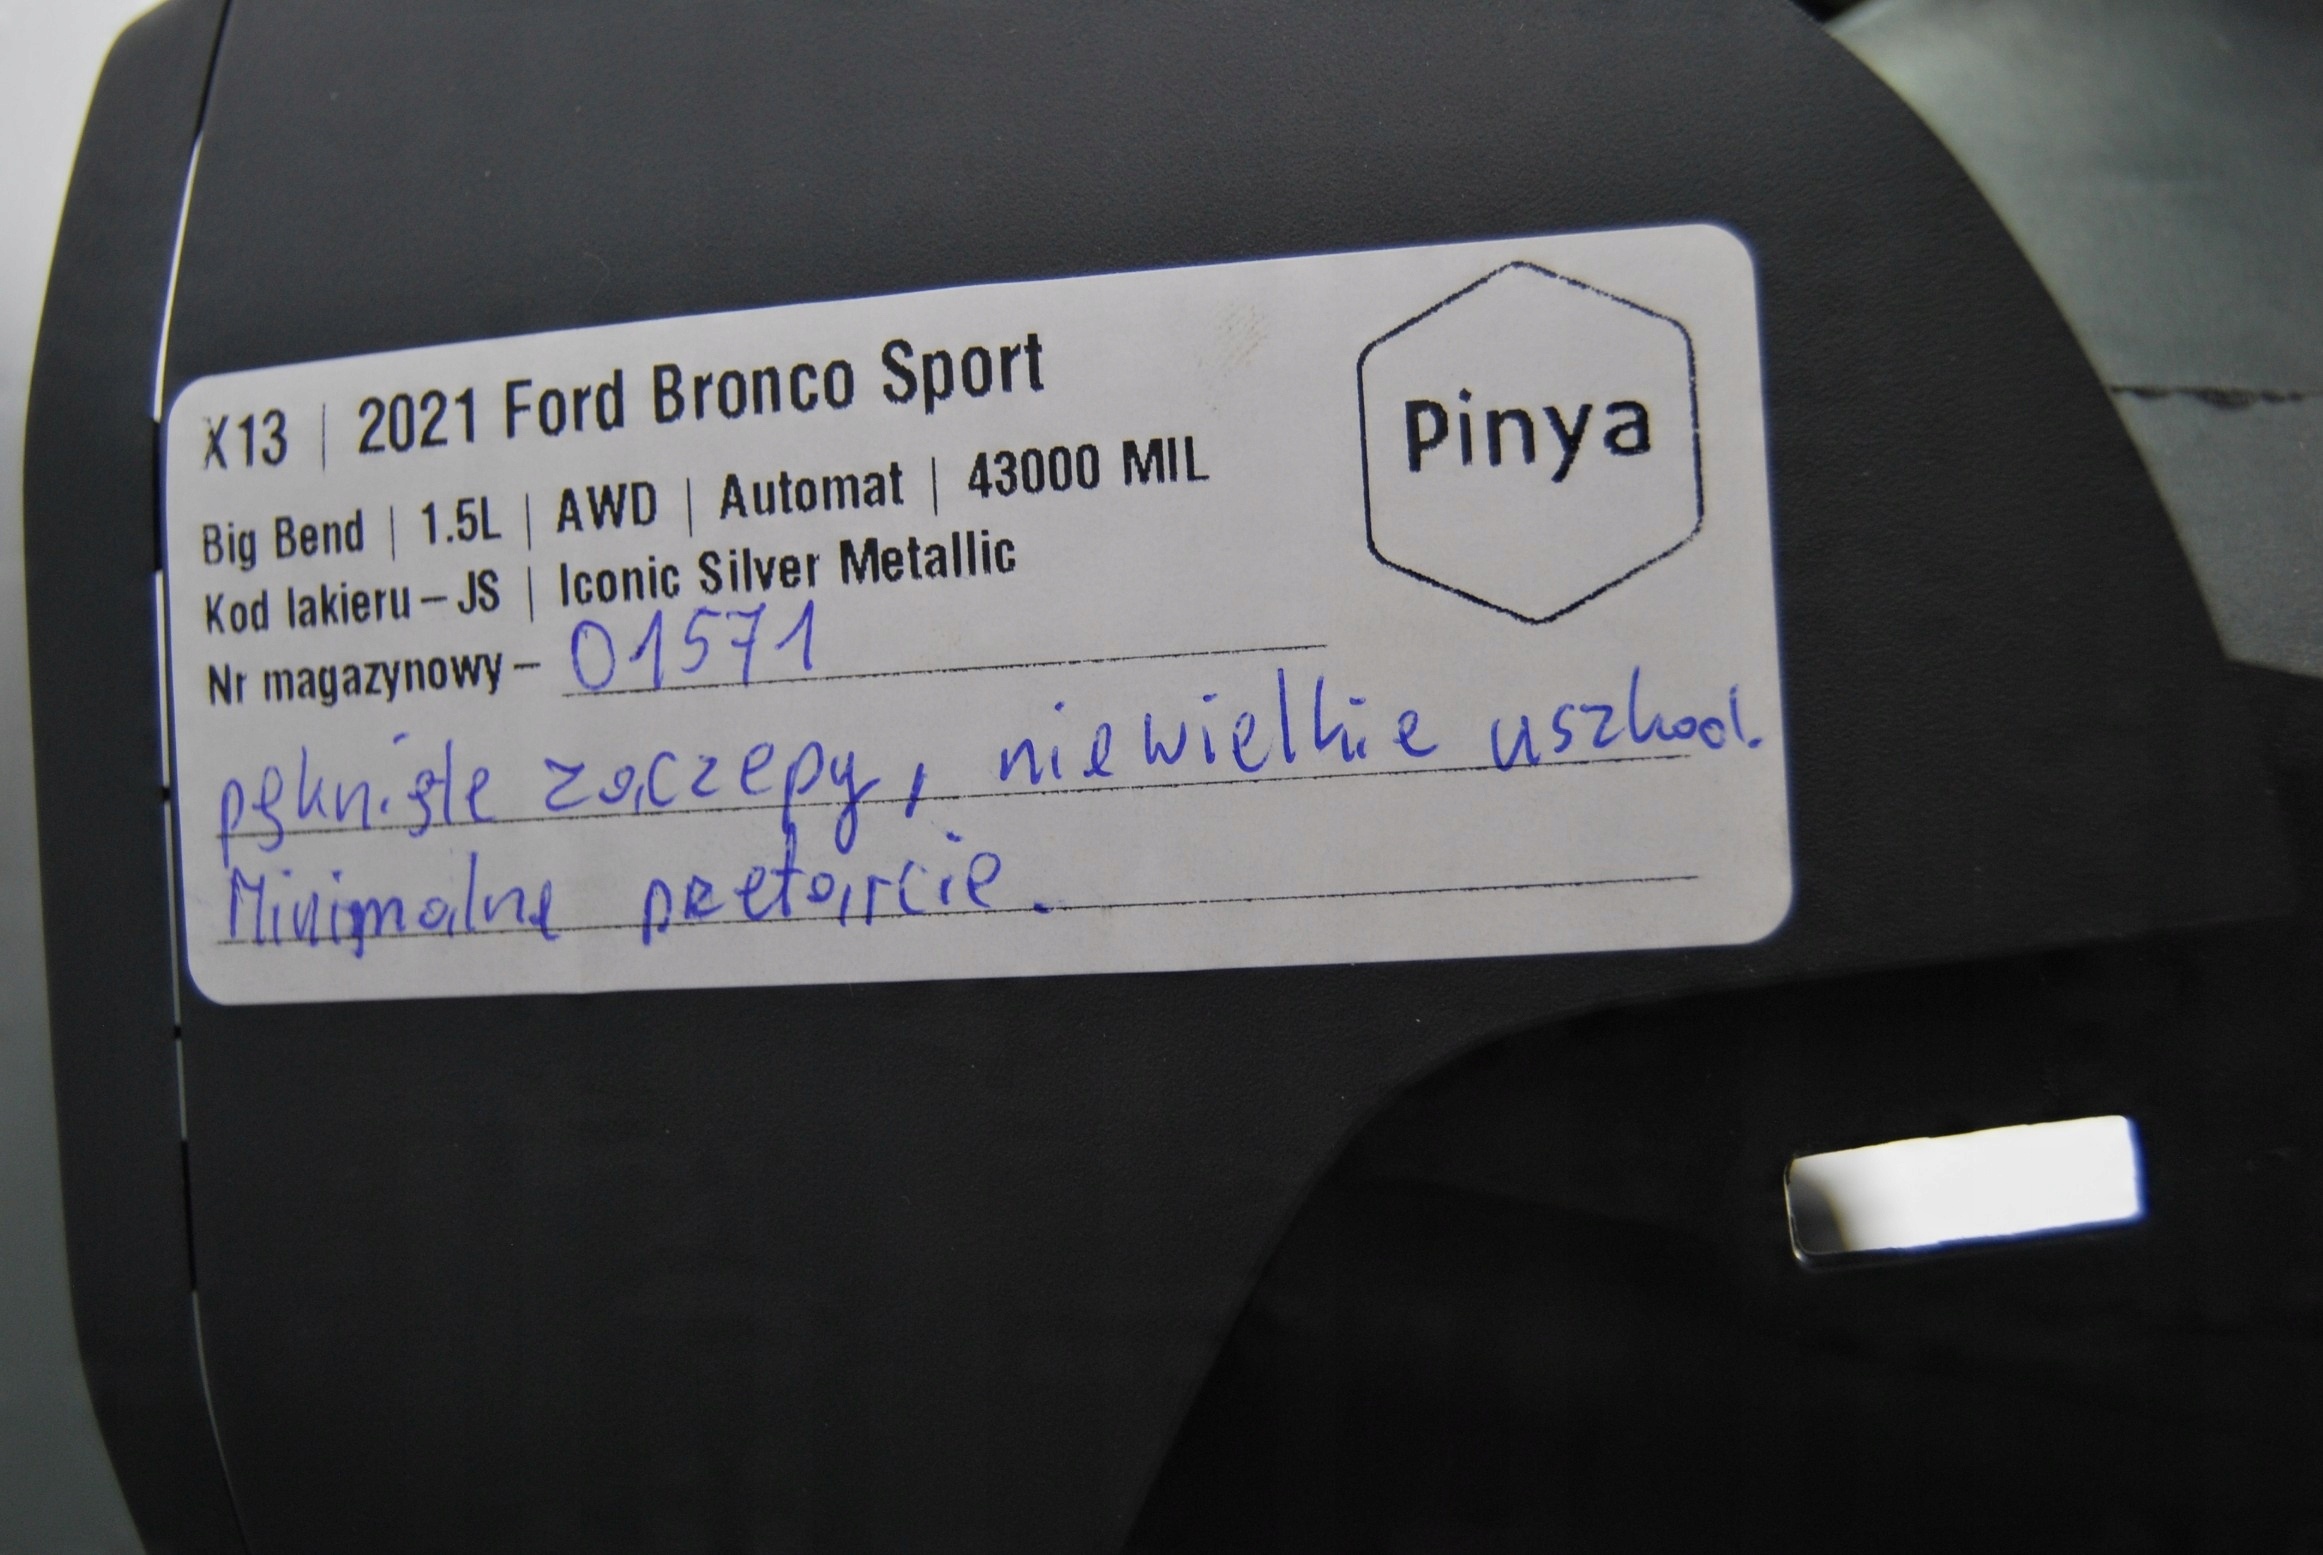 X13 | 2021 Ford Bronco Sport
Big Bend | 1.5L | AWD | Automat | 43000 MIL
Kod lakieru – JS | Iconic Silver Metallic
Nr magazynowy – 01571
pęknięte zaczepy, niewielkie uszkod.
Minimalne przetarcie.
Pinya